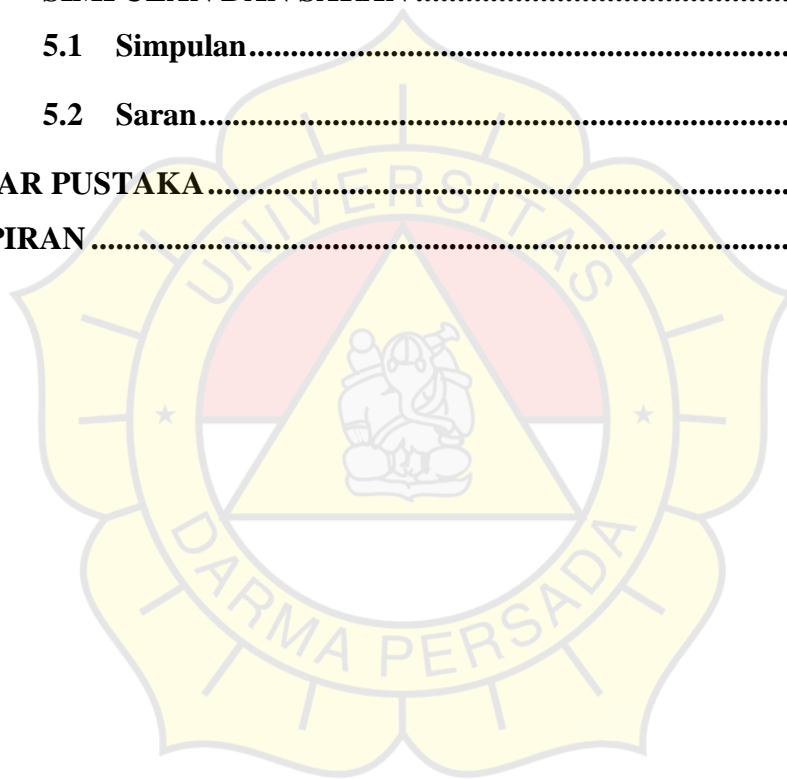 5.1 Simpulan................................................................
5.2 Saran......................................................................
AR PUSTAKA.....................................................................
PIRAN....................................................................................
UNIVERSITAS
DARMA PERSADA